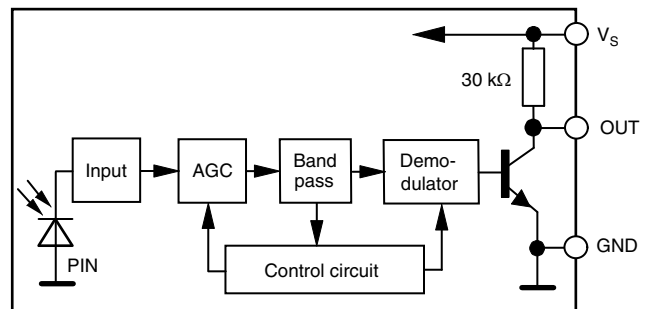 V_S
30 kΩ
OUT
Input
AGC
Band
pass
Demo-
dulator
GND
PIN
Control circuit